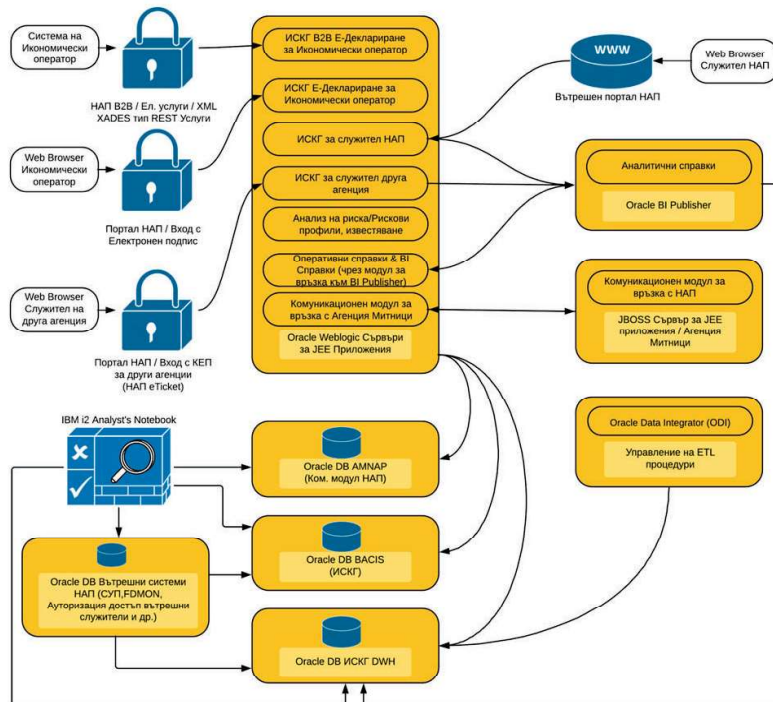 Система на
Икономически
оператор
НАП B2B / Ел. услуги / XML
XADES тип REST Услуги
ИСКГ B2B Е-Деклариране
за Икономически оператор
ИСКГ Е-Деклариране за
Икономически оператор
ИСКГ за служител НАП
ИСКГ за служител друга
агенция
Анализ на риска/Рискови
профили, известяване
Оперативни справки & BI
Справки (чрез модул за
връзка към BI Publisher)
Комуникационен модул за
връзка с Агенция Митници
Oracle Weblogic Сървъри
за JEE Приложения
WWW
Вътрешен портал НАП
Web Browser
Служител НАП
Web Browser
Икономически
оператор
Портал НАП / Вход с
Електронен подпис
Аналитични справки
Oracle BI Publisher
Web Browser
Служител на
друга агенция
Портал НАП / Вход с КЕП
за други агенции
(НАП eTicket)
Комуникационен модул за
връзка с НАП
JBOSS Сървър за JEE
приложения / Агенция
Митници
IBM i2 Analyst's Notebook
Oracle DB AMNAP
(Ком. модул НАП)
Oracle Data Integrator (ODI)
Управление на ETL
процедури
Oracle DB BACIS
(ИСКГ)
Oracle DB Вътрешни системи
НАП (СУП,FDMON,
Ауторизация достъп вътрешни
служители и др.)
Oracle DB ИСКГ DWH